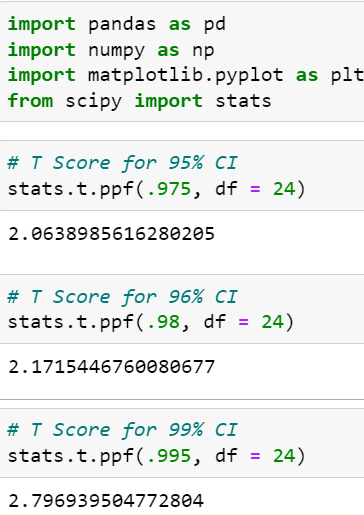 import pandas as pd
import numpy as np
import matplotlib.pyplot as plt
from scipy import stats
# T Score for 95% CI
stats.t.ppf(.975, df = 24)
2.0638985616280205
# T Score for 96% CI
stats.t.ppf(.98, df = 24)
2.1715446760080677
# T Score for 99% CI
stats.t.ppf(.995, df = 24)
2.796939504772804